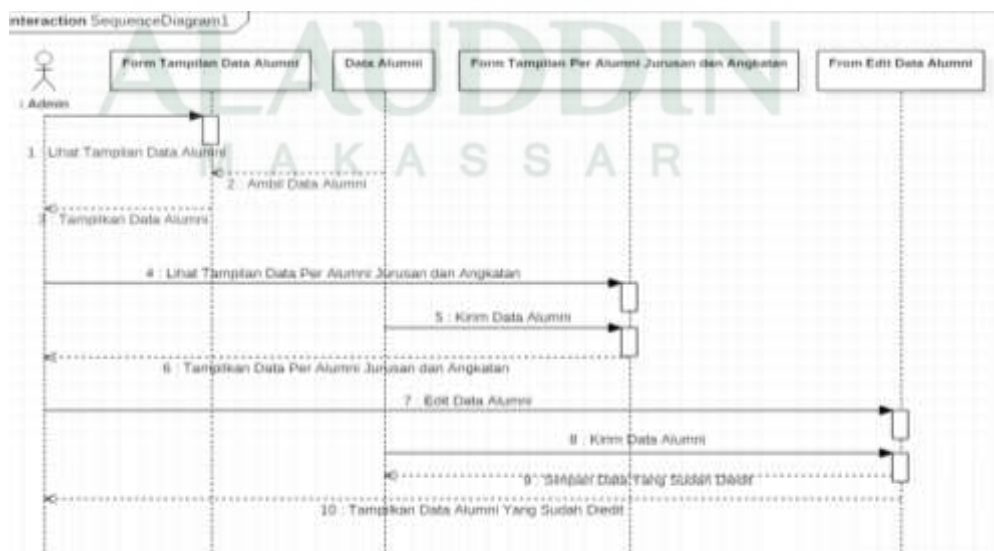 interaction SequenceDiagram1
ALAUDDIN
MAKASSAR
: Admin
Form Tampilan Data Alumni
Data Alumni
Form Tampilan Per Alumni Jurusan dan Angkatan
From Edit Data Alumni
1 : Lihat Tampilan Data Alumni
2 : Ambil Data Alumni
3 : Tampilkan Data Alumni
4 : Lihat Tampilan Data Per Alumni Jurusan dan Angkatan
5 : Kirim Data Alumni
6 : Tampilkan Data Per Alumni Jurusan dan Angkatan
7 : Edit Data Alumni
8 : Kirim Data Alumni
9 : Simpan Data Yang Sudah Diedit
10 : Tampilkan Data Alumni Yang Sudah Diedit